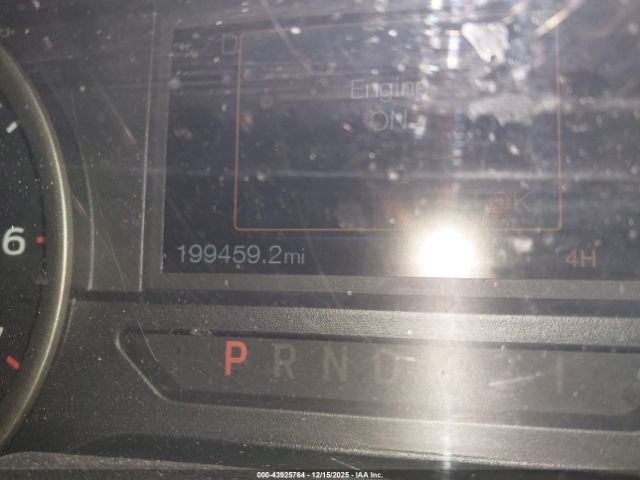 D
Engine
ON
OK
199459.2mi
4H
6
P R N D
000-43925764 - 12/15/2025 - IAA Inc.